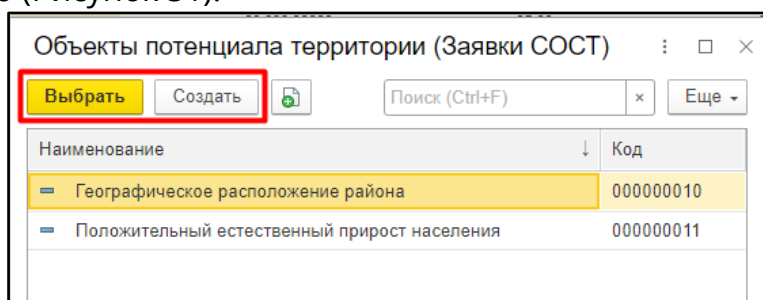 Объекты потенциала территории (Заявки СОСТ)
Выбрать Создать Поиск (Ctrl+F) × Еще
Наименование ↓ Код
Географическое расположение района 000000010
Положительный естественный прирост населения 000000011